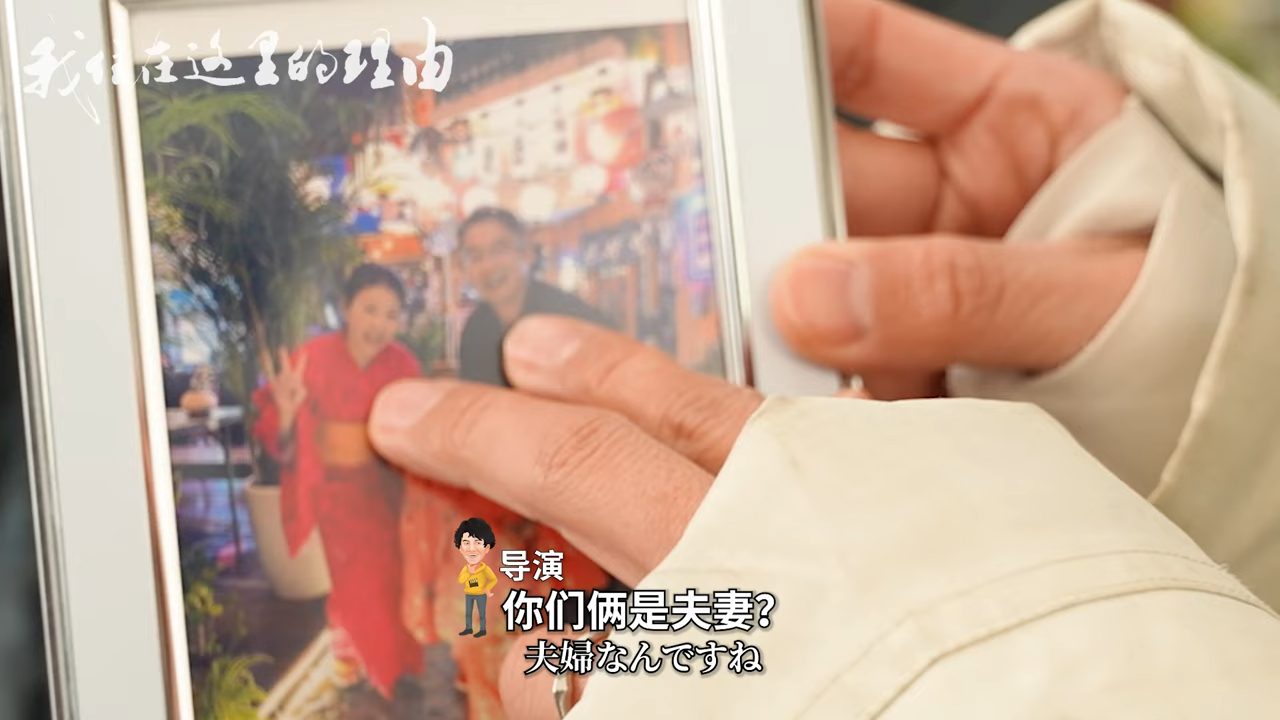 我住在这里的理由
导演
你们俩是夫妻?
夫婦なんですね